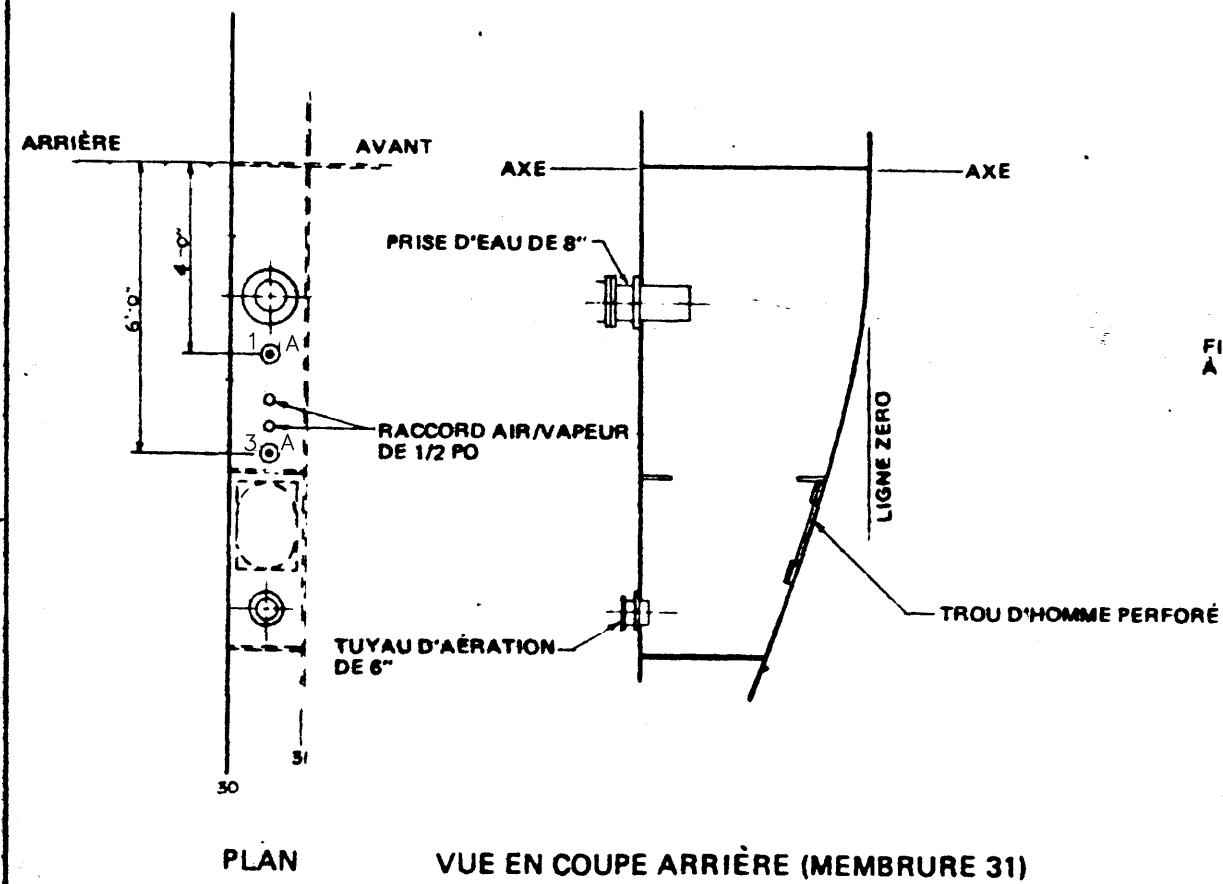 ARRIÈRE
AVANT
AXE
AXE
PRISE D'EAU DE 8"
4'-0"
6'-0"
1 A
3 A
RACCORD AIR/VAPEUR
DE 1/2 PO
LIGNE ZERO
FI
À
TROU D'HOMME PERFORÉ
TUYAU D'AÉRATION
DE 6"
31
30
PLAN
VUE EN COUPE ARRIÈRE (MEMBRURE 31)